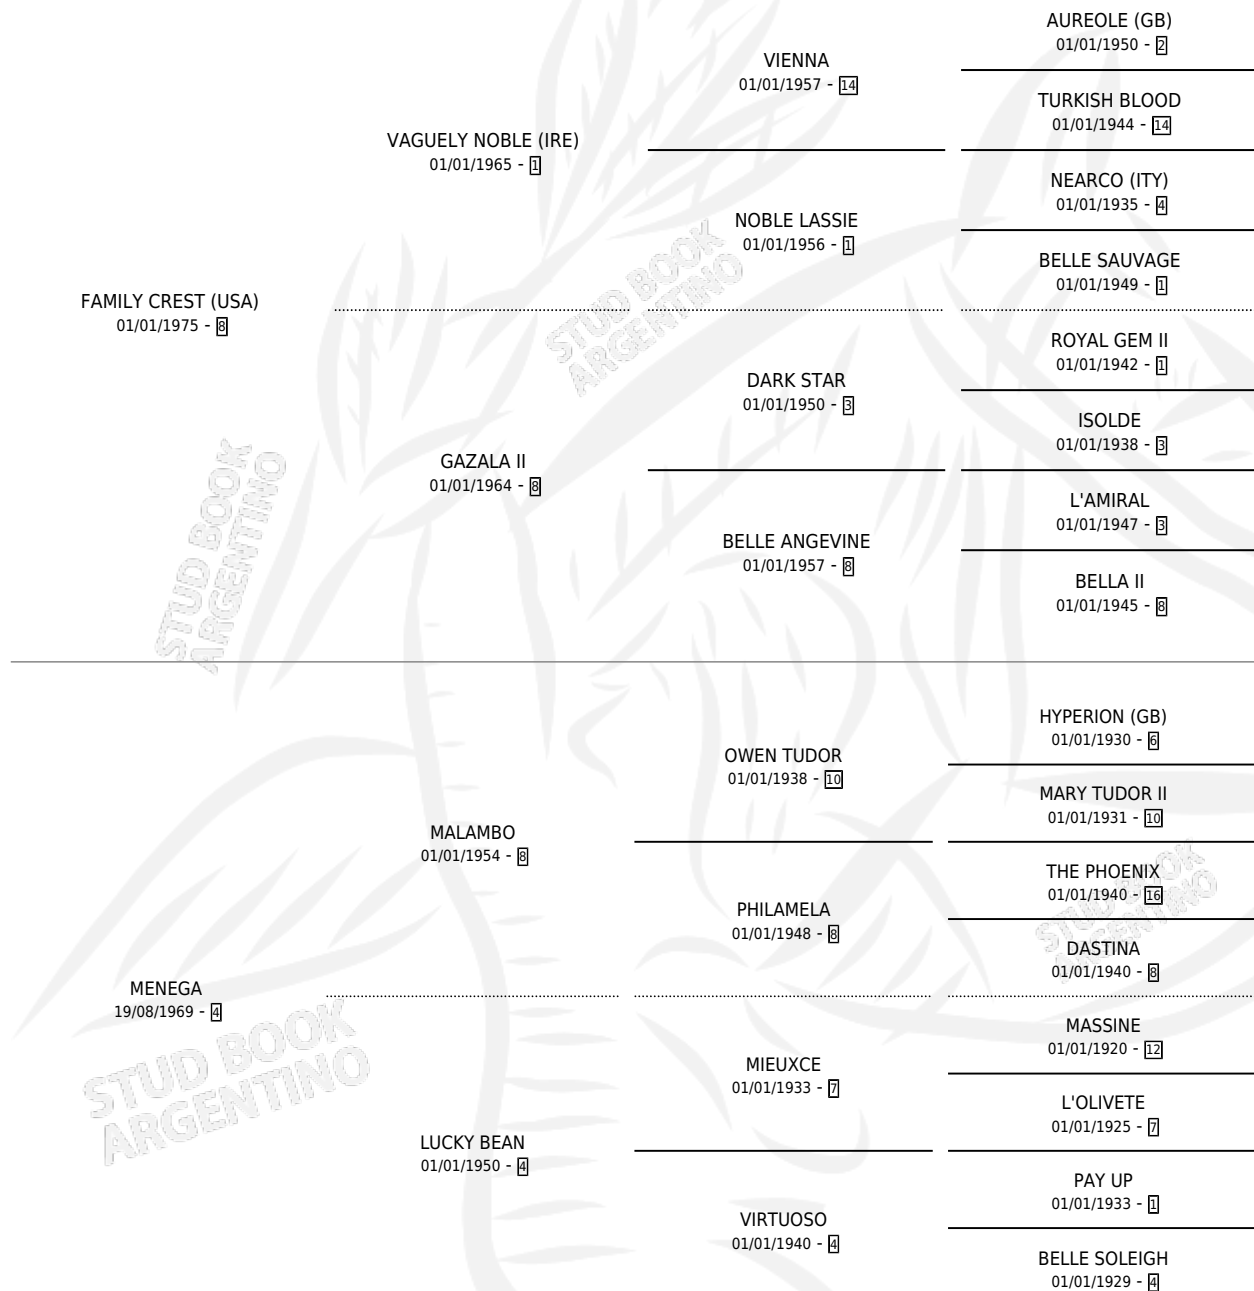 AUREOLE (GB)
01/01/1950 - 2
VIENNA
01/01/1957 - 14
TURKISH BLOOD
01/01/1944 - 14
VAGUELY NOBLE (IRE)
01/01/1965 - 1
NEARCO (ITY)
01/01/1935 - 4
NOBLE LASSIE
01/01/1956 - 1
BELLE SAUVAGE
01/01/1949 - 1
FAMILY CREST (USA)
01/01/1975 - 8
ROYAL GEM II
01/01/1942 - 1
DARK STAR
01/01/1950 - 3
ISOLDE
01/01/1938 - 3
GAZALA II
01/01/1964 - 8
L'AMIRAL
01/01/1947 - 3
BELLE ANGEVINE
01/01/1957 - 8
BELLA II
01/01/1945 - 8
HYPERION (GB)
01/01/1930 - 6
OWEN TUDOR
01/01/1938 - 10
MARY TUDOR II
01/01/1931 - 10
MALAMBO
01/01/1954 - 8
THE PHOENIX
01/01/1940 - 16
PHILAMELA
01/01/1948 - 8
DASTINA
01/01/1940 - 8
MENEGA
19/08/1969 - 4
MASSINE
01/01/1920 - 12
MIEUXCE
01/01/1933 - 7
L'OLIVETE
01/01/1925 - 7
LUCKY BEAN
01/01/1950 - 4
PAY UP
01/01/1933 - 1
VIRTUOSO
01/01/1940 - 4
BELLE SOLEIGH
01/01/1929 - 4
STUD BOOK
ARGENTINO
STUD BOOK
ARGENTINO
STUD BOOK
ARGENTINO
STUD BOOK
ARGENTINO